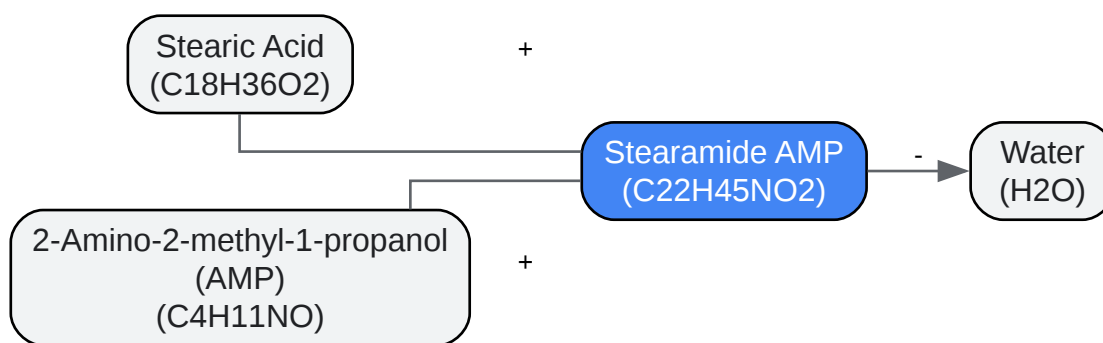 Stearic Acid
(C18H36O2)
+
Stearamide AMP
(C22H45NO2)
-
Water
(H2O)
2-Amino-2-methyl-1-propanol
(AMP)
(C4H11NO)
+